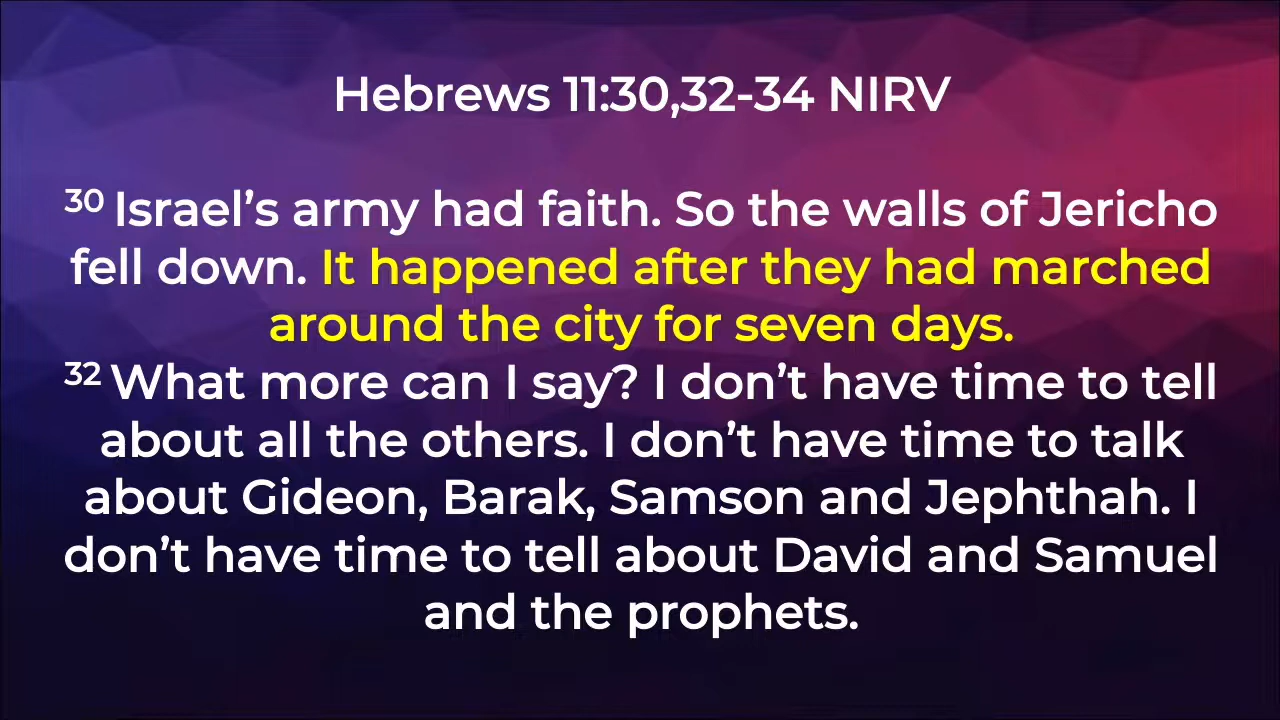 Hebrews 11:30,32-34 NIRV
30 Israel’s army had faith. So the walls of Jericho
fell down. It happened after they had marched
around the city for seven days.
32 What more can I say? I don’t have time to tell
about all the others. I don’t have time to talk
about Gideon, Barak, Samson and Jephthah. I
don’t have time to tell about David and Samuel
and the prophets.